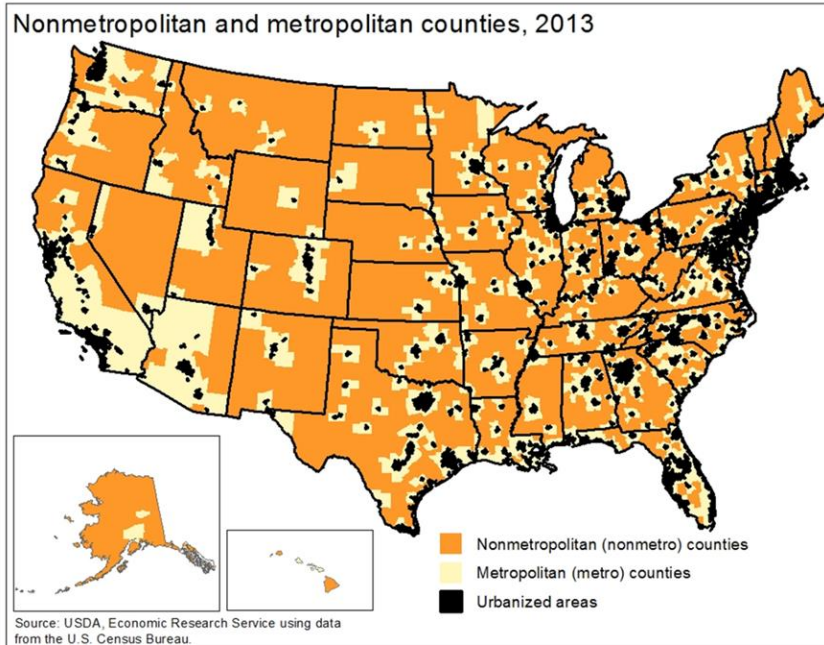 Nonmetropolitan and metropolitan counties, 2013
Nonmetropolitan (nonmetro) counties
Metropolitan (metro) counties
Urbanized areas
Source: USDA, Economic Research Service using data
from the U.S. Census Bureau.